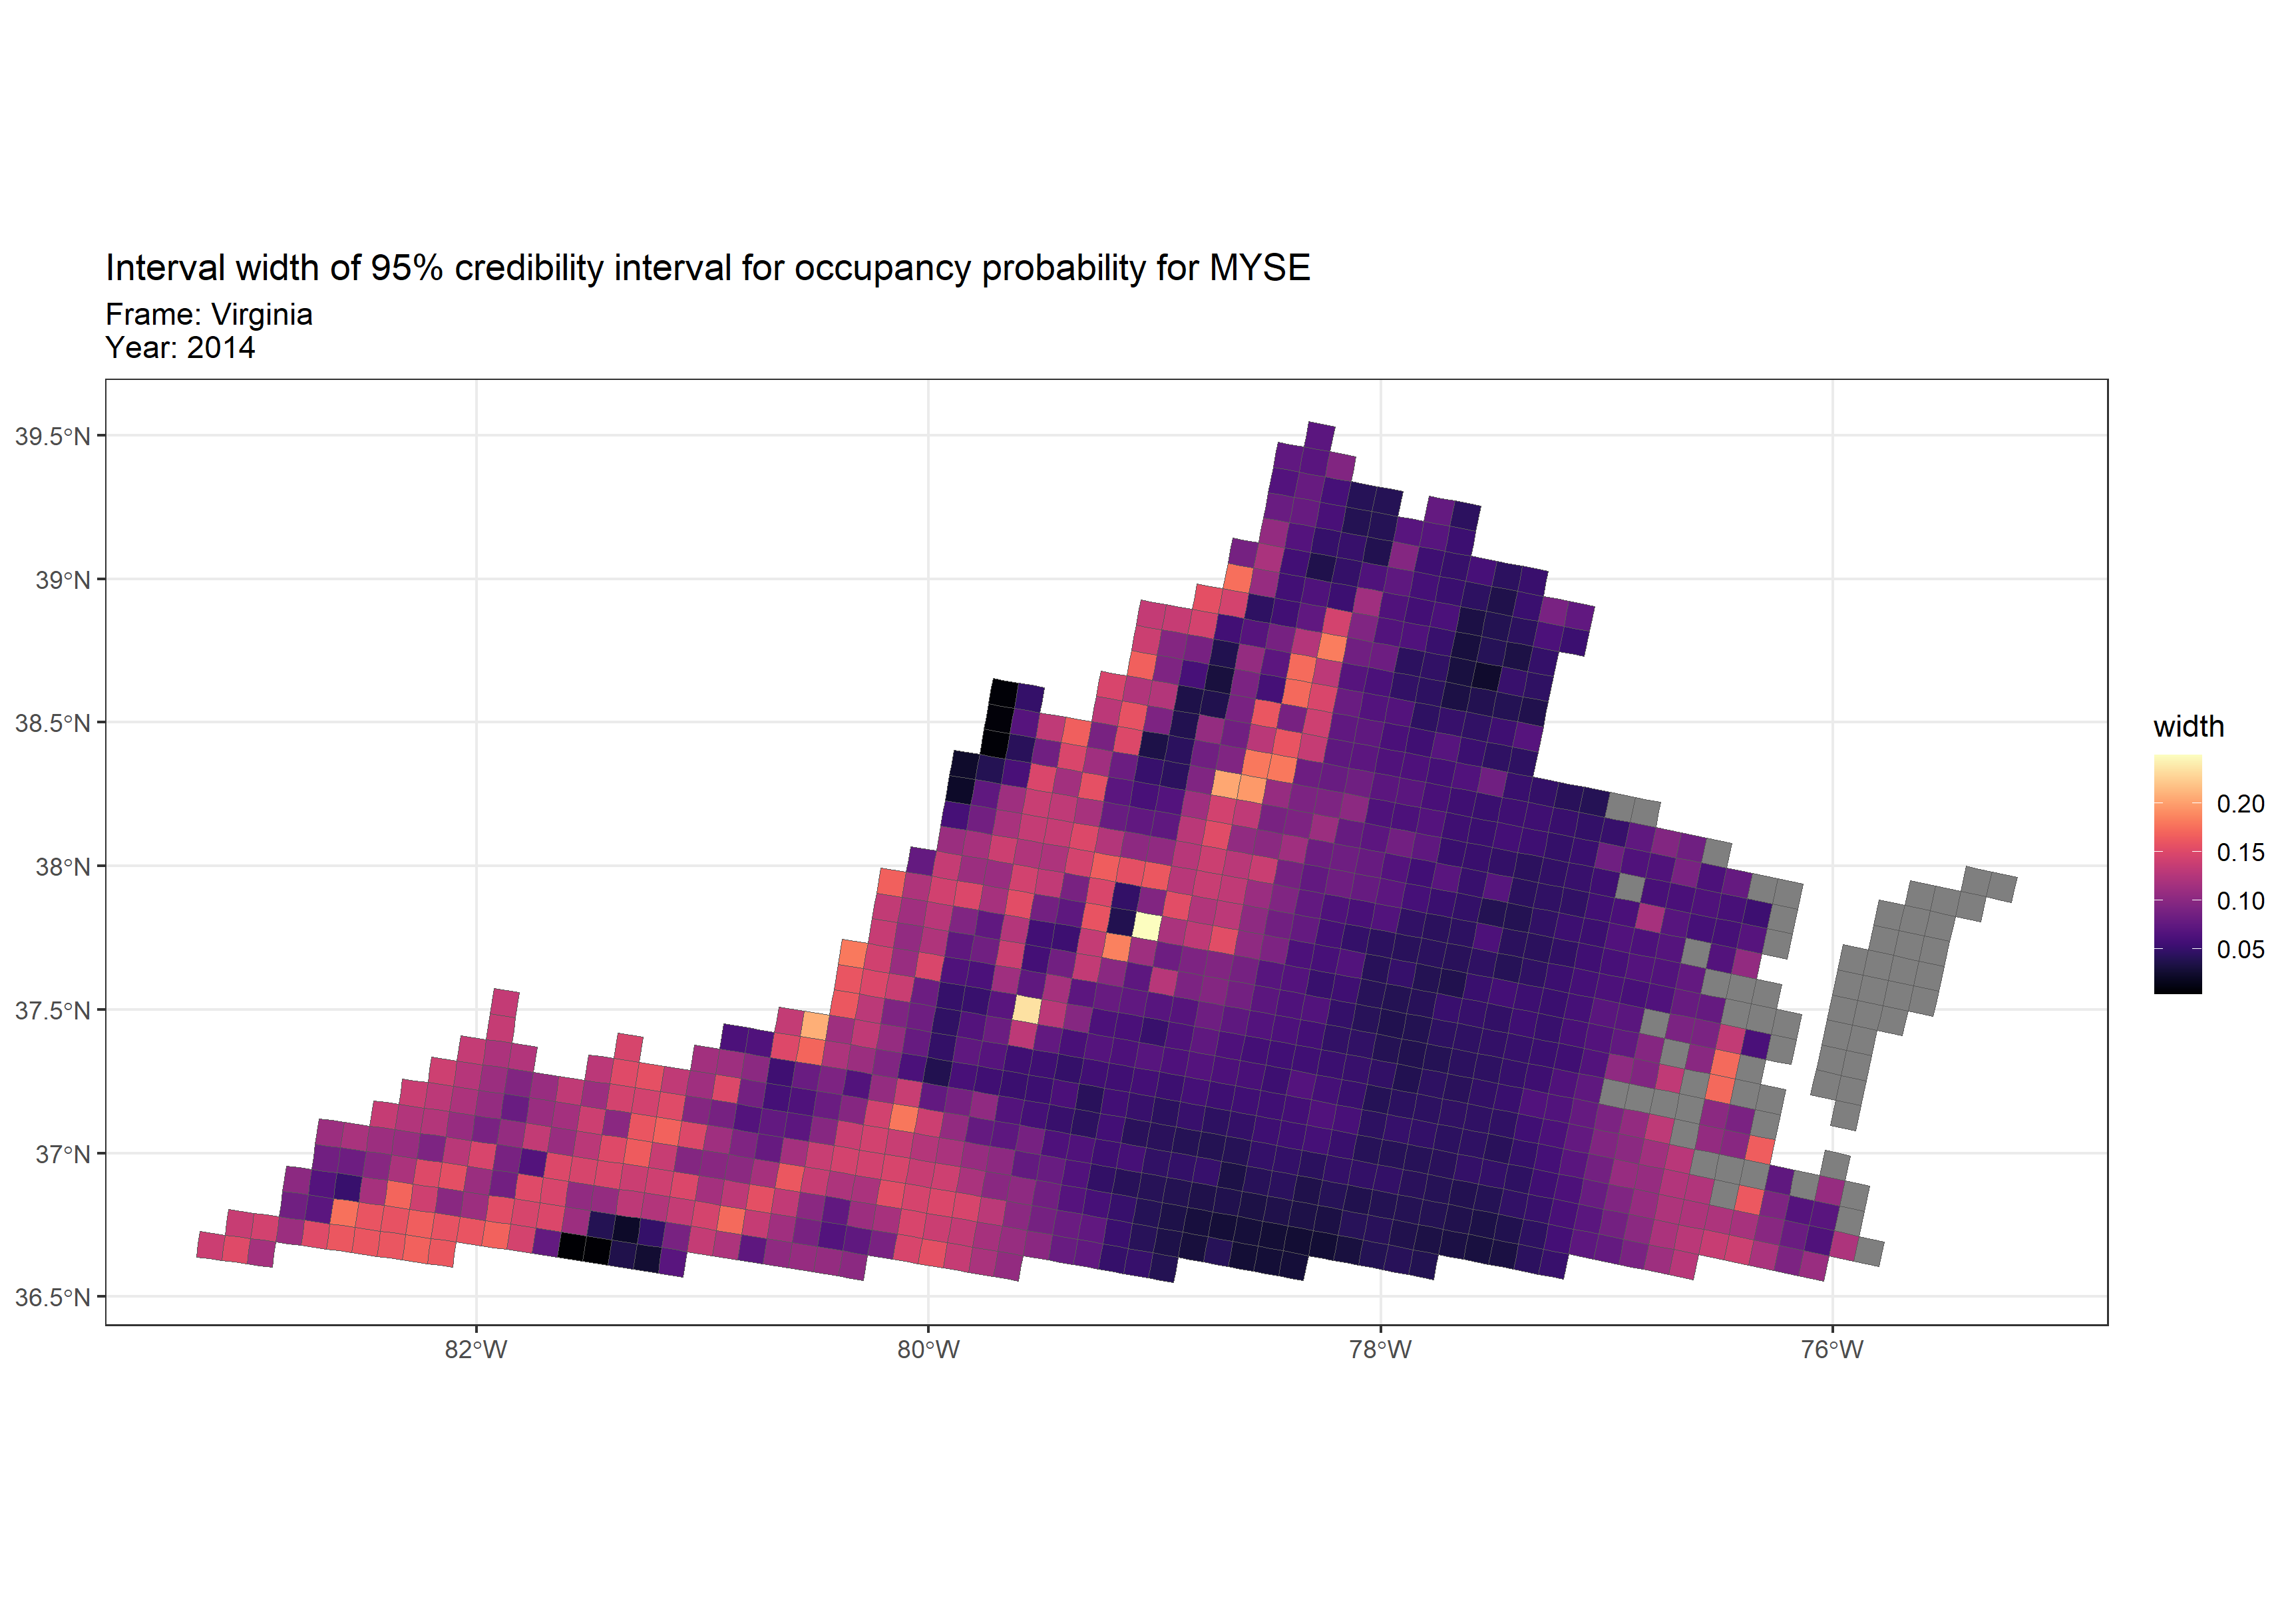 Interval width of 95% credibility interval for occupancy probability for MYSE
Frame: Virginia
Year: 2014
39.5°N
39°N
38.5°N
38°N
37.5°N
37°N
36.5°N
82°W
80°W
78°W
76°W
width
0.20
0.15
0.10
0.05